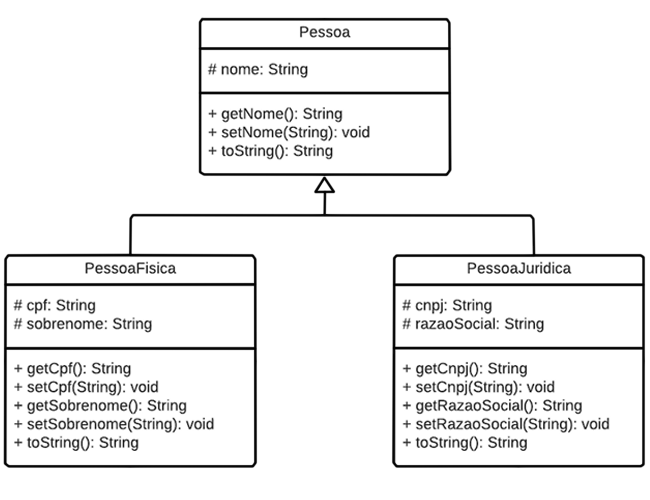 Pessoa
# nome: String
+ getNome(): String
+ setNome(String): void
+ toString(): String
PessoaFisica
# cpf: String
# sobrenome: String
+ getCpf(): String
+ setCpf(String): void
+ getSobrenome(): String
+ setSobrenome(String): void
+ toString(): String
PessoaJuridica
# cnpj: String
# razaoSocial: String
+ getCnpj(): String
+ setCnpj(String): void
+ getRazaoSocial(): String
+ setRazaoSocial(String): void
+ toString(): String